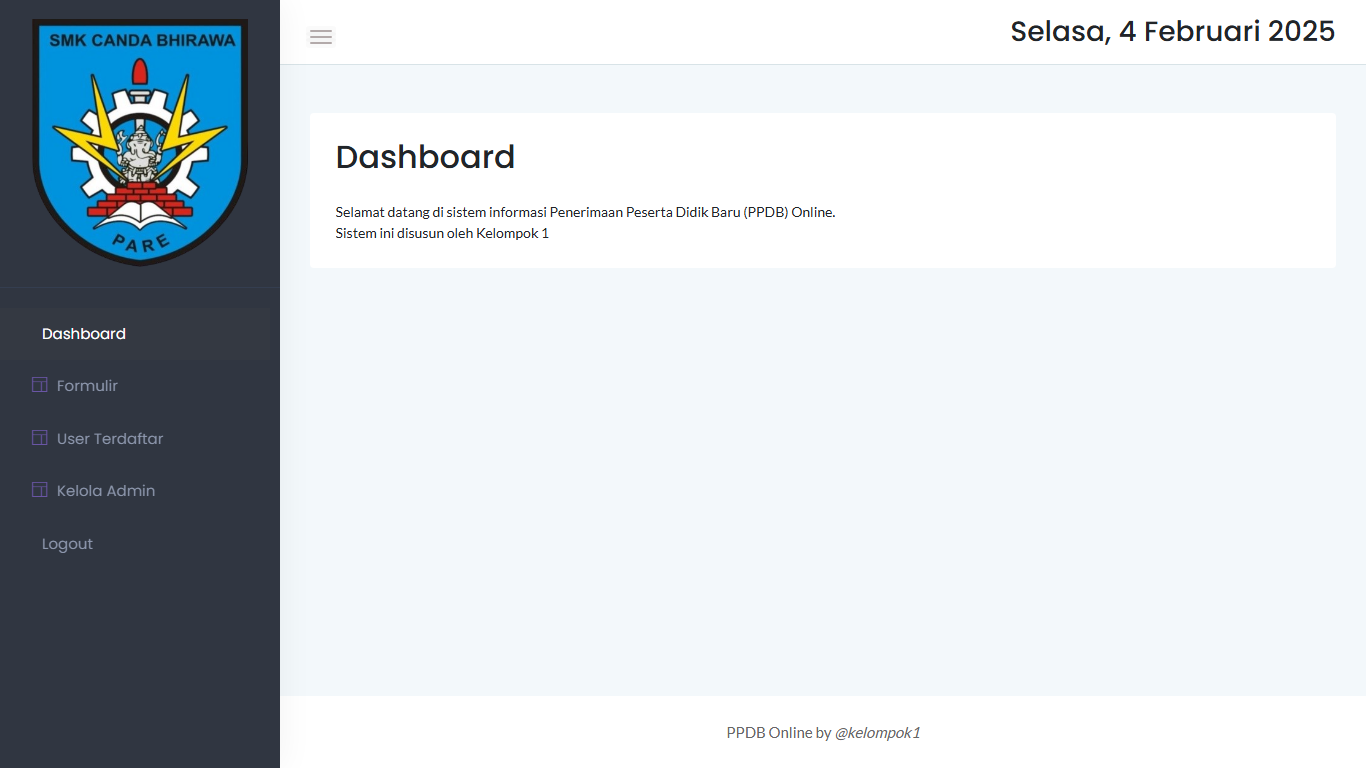 SMK CANDA BHIRAWA
PARE
Dashboard
Formulir
User Terdaftar
Kelola Admin
Logout
Selasa, 4 Februari 2025
Dashboard
Selamat datang di sistem informasi Penerimaan Peserta Didik Baru (PPDB) Online.
Sistem ini disusun oleh Kelompok 1
PPDB Online by @kelompok1